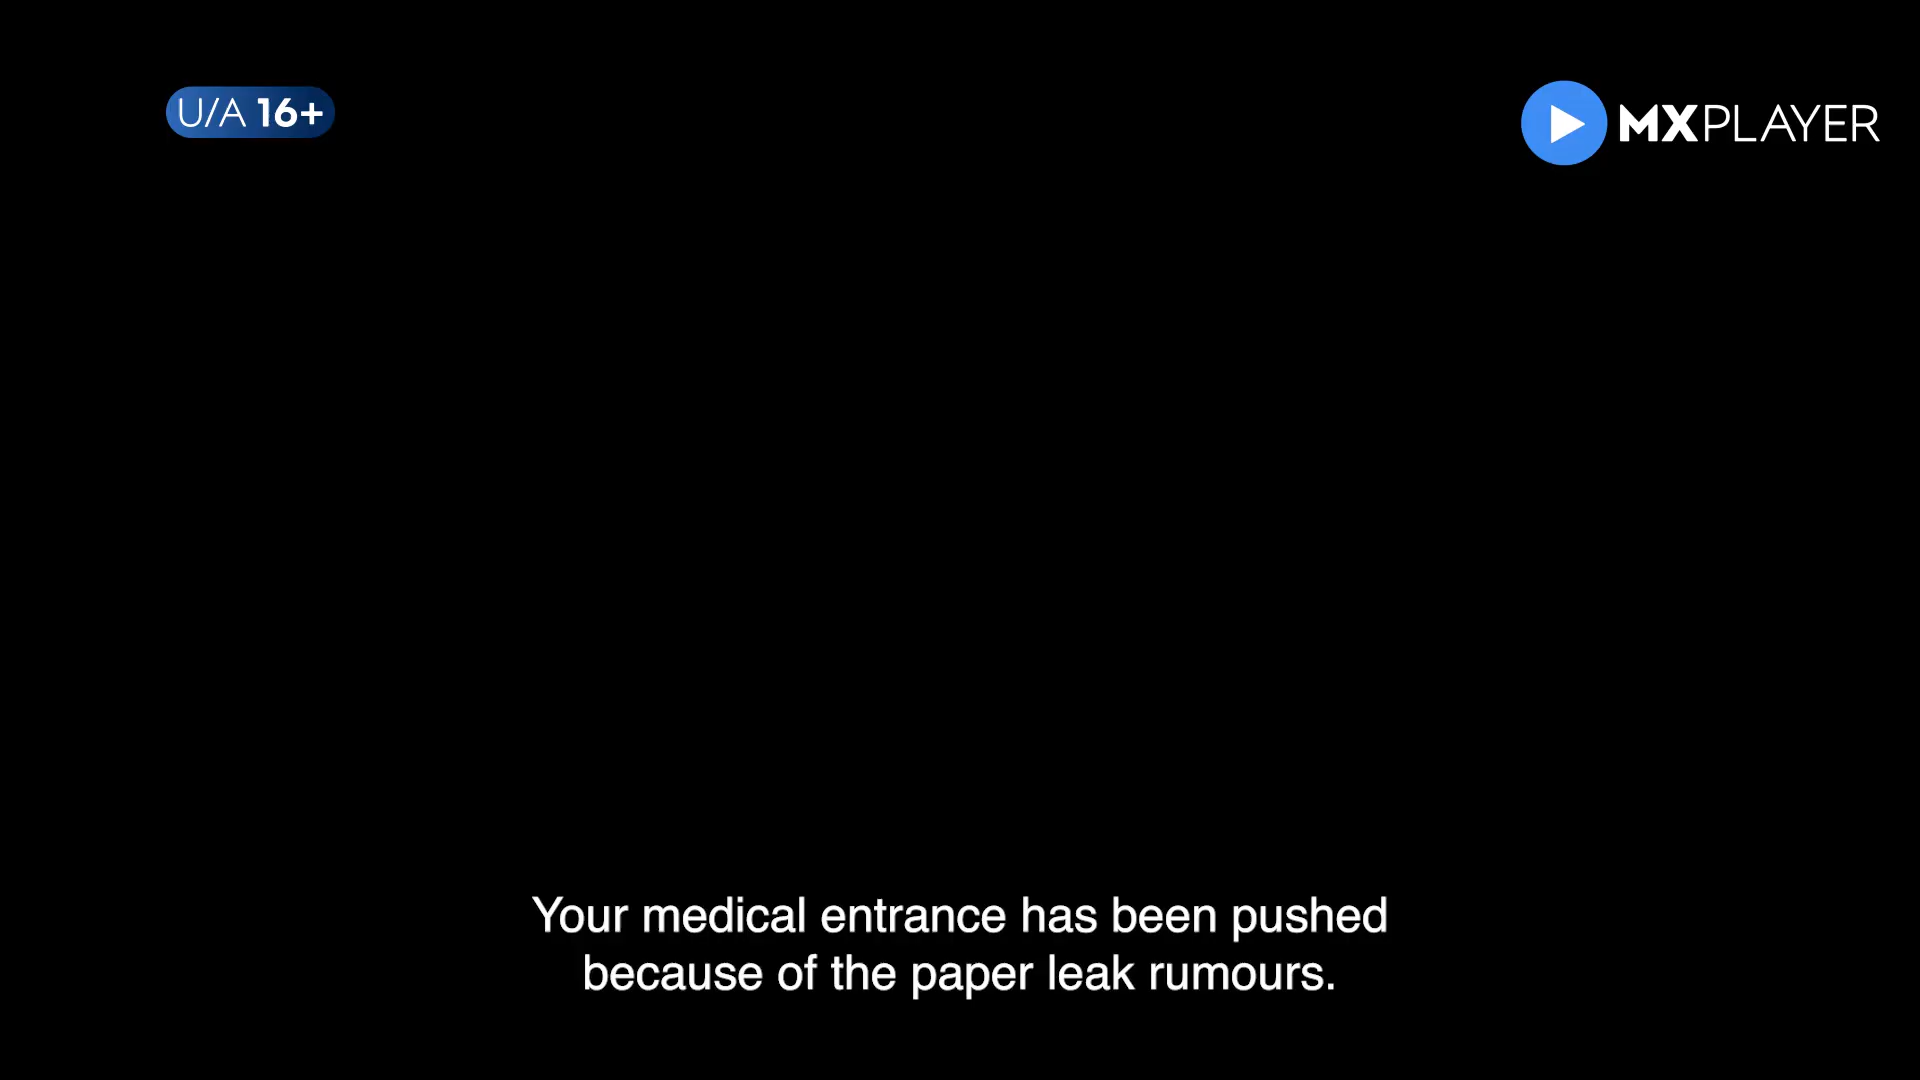 U/A 16+
MXPLAYER
Your medical entrance has been pushed
because of the paper leak rumours.